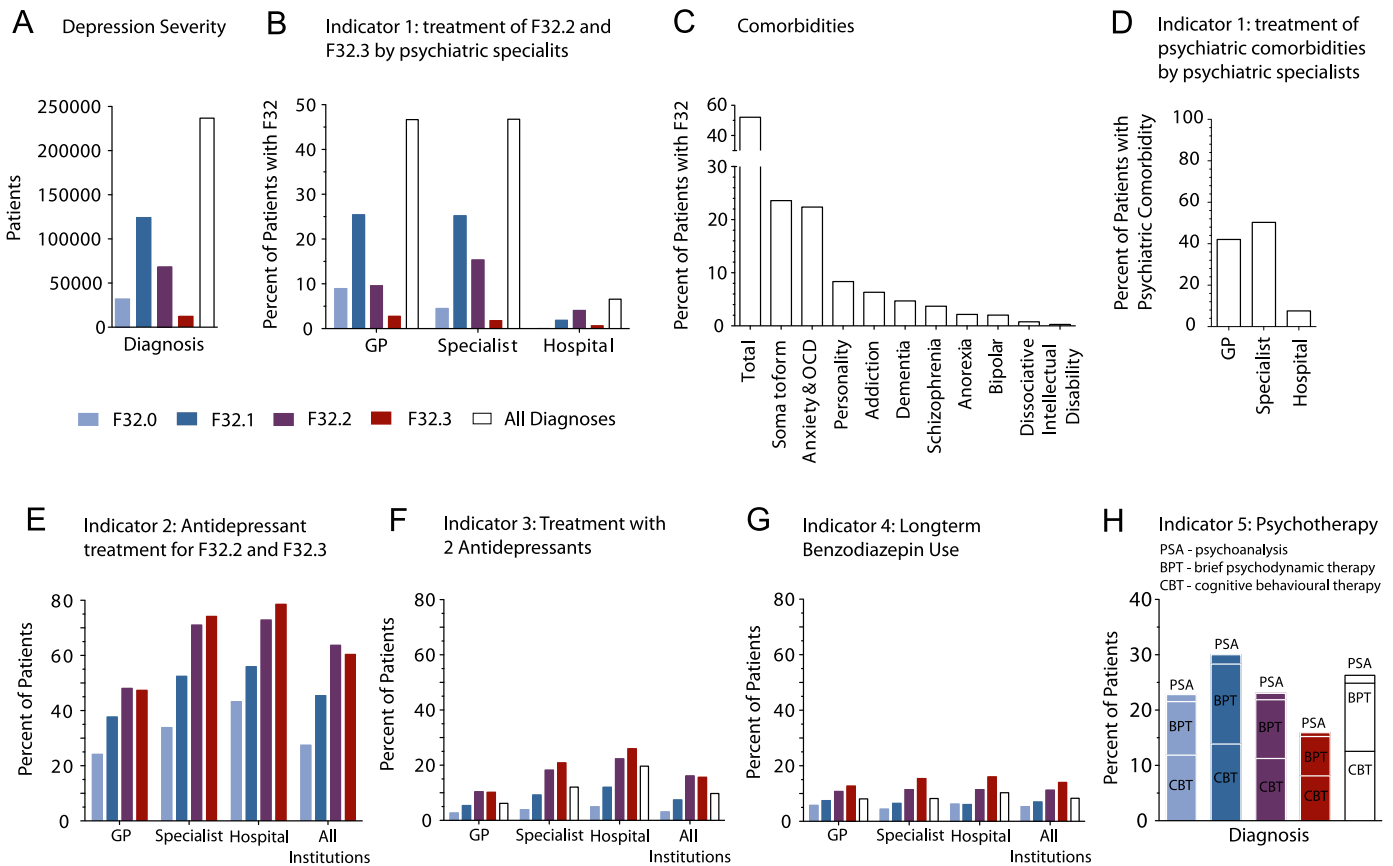 A Depression Severity
Patients
250000
200000
150000
100000
50000
0
Diagnosis
B Indicator 1: treatment of F32.2 and
F32.3 by psychiatric specialits
Percent of Patients with F32
50
40
30
25
10
5
0
GP Specialist Hospital
C Comorbidities
Percent of Patients with F32
60
40
30
20
10
0
Total
Soma toform
Anxiety & OCD
Personality
Addiction
Dementia
Schizophrenia
Anorexia
Bipolar
Dissociative
Intellectual
Disability
D Indicator 1: treatment of
psychiatric comorbidities
by psychiatric specialists
Percent of Patients with
Psychiatric Comorbidity
100
80
60
40
20
0
GP
Specialist
Hospital
F32.0 F32.1 F32.2 F32.3 All Diagnoses
E Indicator 2: Antidepressant
treatment for F32.2 and F32.3
Percent of Patients
80
60
40
20
0
GP Specialist Hospital All
Institutions
F Indicator 3: Treatment with
2 Antidepressants
Percent of Patients
80
60
40
20
0
GP Specialist Hospital All
Institutions
G Indicator 4: Longterm
Benzodiazepin Use
Percent of Patients
80
60
40
20
0
GP Specialist Hospital All
Institutions
H Indicator 5: Psychotherapy
PSA - psychoanalysis
BPT - brief psychodynamic therapy
CBT - cognitive behavioural therapy
Percent of Patients
40
30
20
10
0
PSA PSA PSA PSA PSA
BPT BPT BPT BPT BPT
CBT CBT CBT CBT CBT
Diagnosis